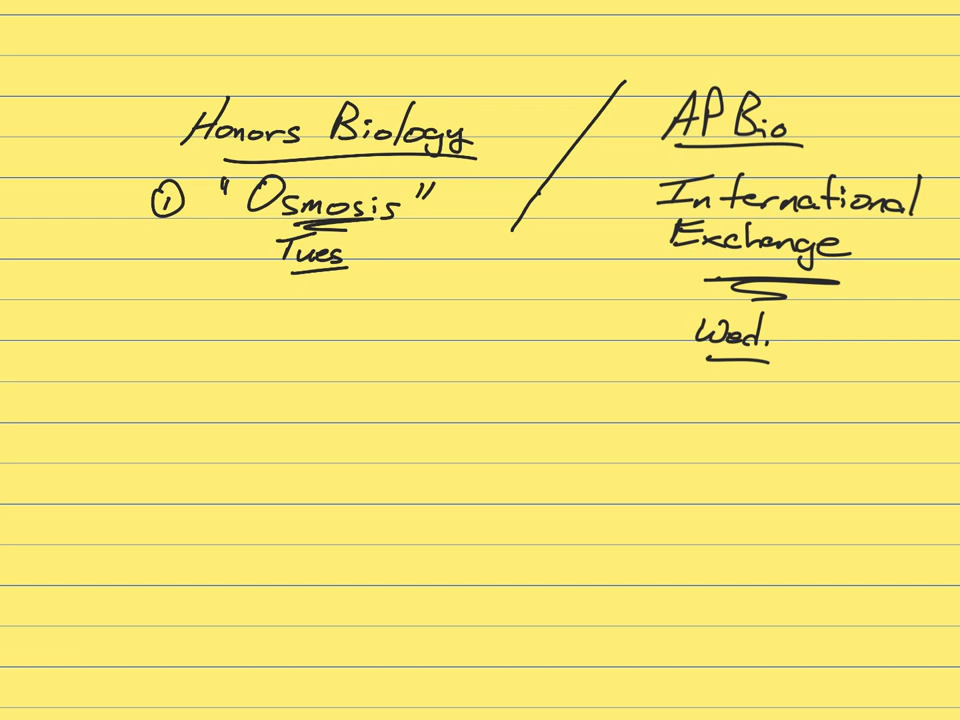 Honors Biology
① "Osmosis"
Tues
AP Bio
International
Exchange
Wed.